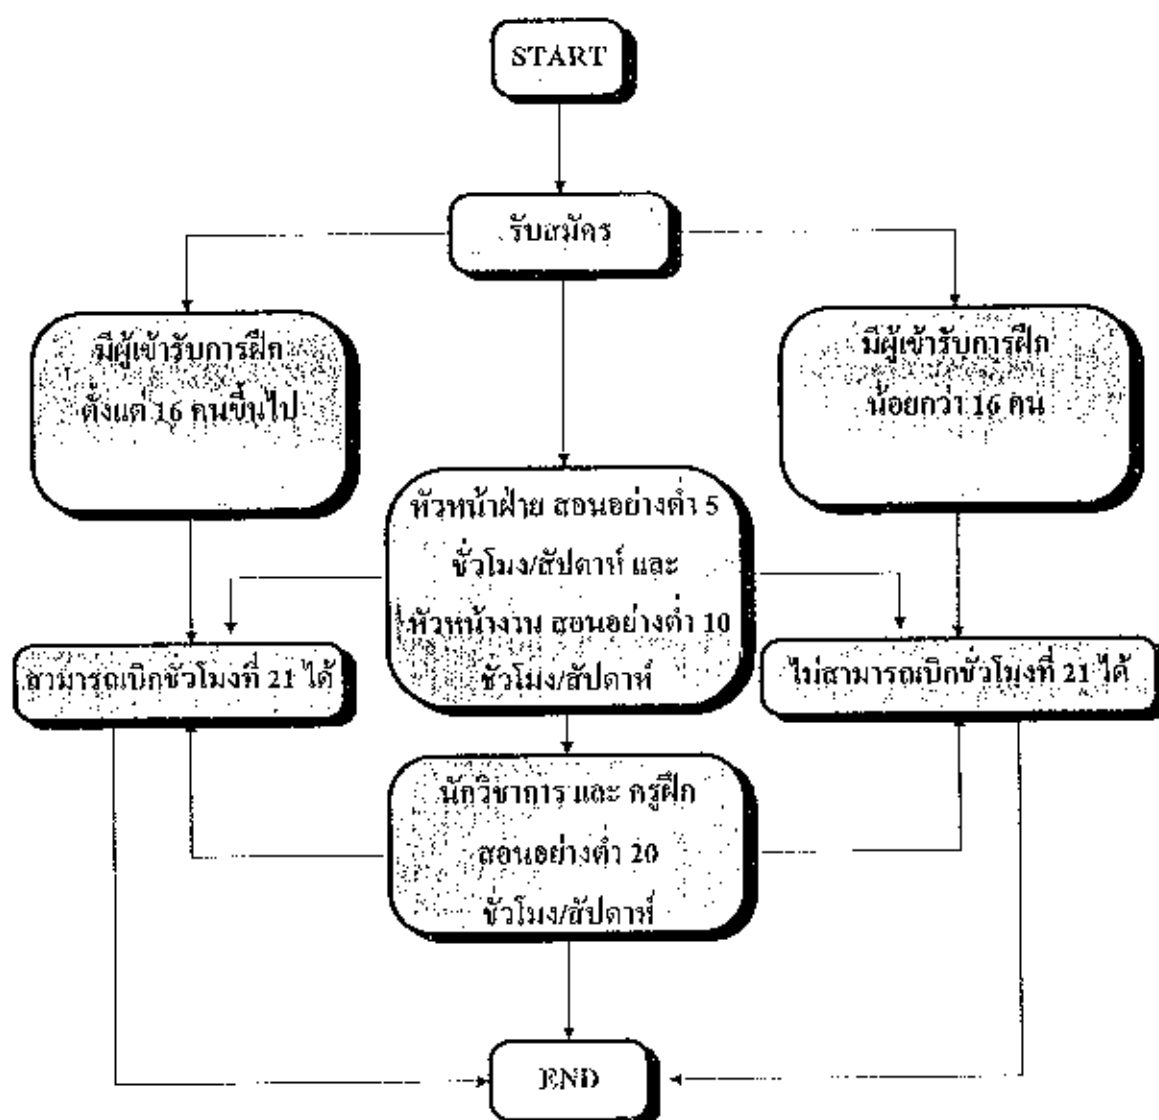 START
รับสมัคร
มีผู้เข้ารับการฝึก
ตั้งแต่ 16 คนขึ้นไป
มีผู้เข้ารับการฝึก
น้อยกว่า 16 คน
หัวหน้าฝ่าย สอนอย่างต่ำ 5
ชั่วโมง/สัปดาห์ และ
หัวหน้างาน สอนอย่างต่ำ 10
ชั่วโมง/สัปดาห์
สามารถเบิกชั่วโมงที่ 21 ได้
ไม่สามารถเบิกชั่วโมงที่ 21 ได้
นักวิชาการ และ ครูฝึก
สอนอย่างต่ำ 20
ชั่วโมง/สัปดาห์
END